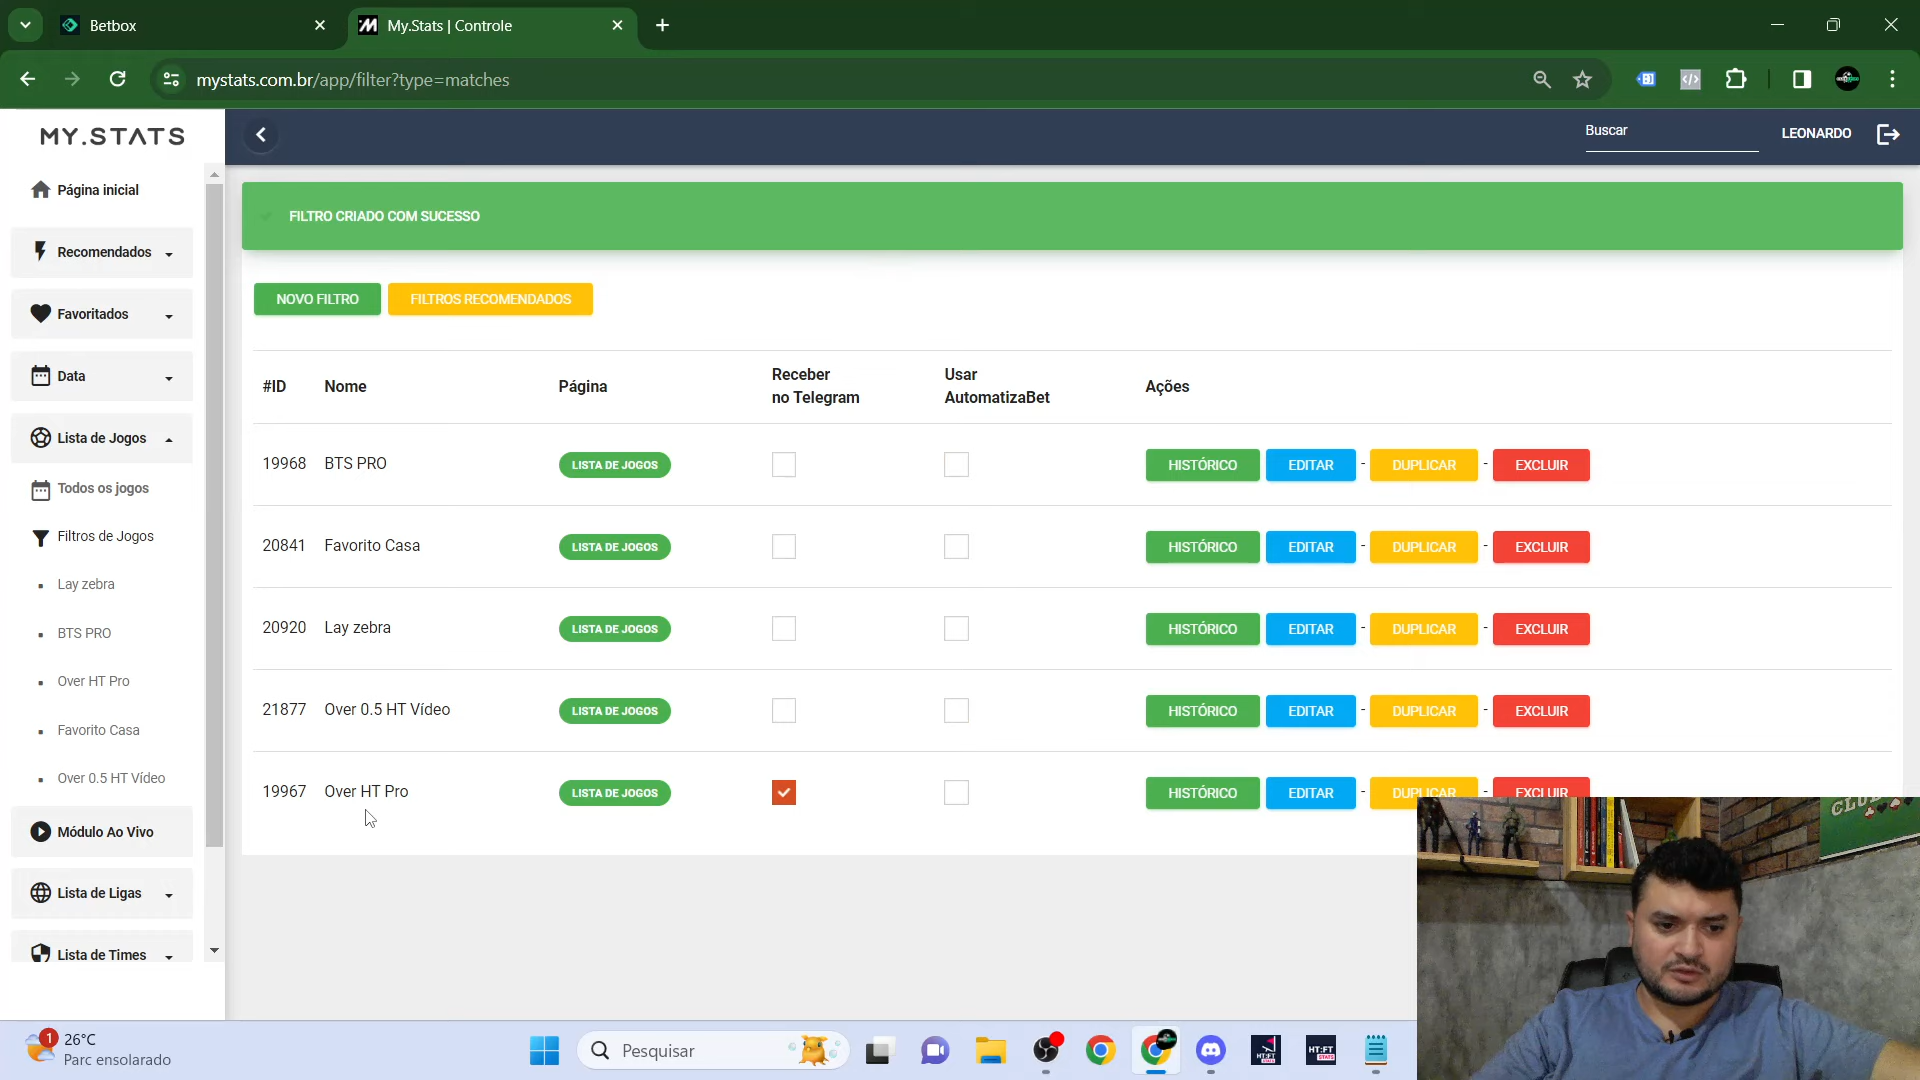 Betbox
My.Stats | Controle
mystats.com.br/app/filter?type=matches
MY.STATS
Buscar
LEONARDO
Página inicial
Recomendados
Favoritados
Data
Lista de Jogos
Todos os jogos
Filtros de Jogos
Lay zebra
BTS PRO
Over HT Pro
Favorito Casa
Over 0.5 HT Vídeo
Módulo Ao Vivo
Lista de Ligas
Lista de Times
FILTRO CRIADO COM SUCESSO
NOVO FILTRO FILTROS RECOMENDADOS
#ID Nome Página Receber no Telegram Usar AutomatizaBet Ações
19968 BTS PRO LISTA DE JOGOS HISTÓRICO EDITAR - DUPLICAR - EXCLUIR
20841 Favorito Casa LISTA DE JOGOS HISTÓRICO EDITAR - DUPLICAR - EXCLUIR
20920 Lay zebra LISTA DE JOGOS HISTÓRICO EDITAR - DUPLICAR - EXCLUIR
21877 Over 0.5 HT Vídeo LISTA DE JOGOS HISTÓRICO EDITAR - DUPLICAR - EXCLUIR
19967 Over HT Pro LISTA DE JOGOS HISTÓRICO EDITAR - DUPLICAR - EXCLUIR
1
26°C
Parc ensolarado
Pesquisar
HT:FT
STATS